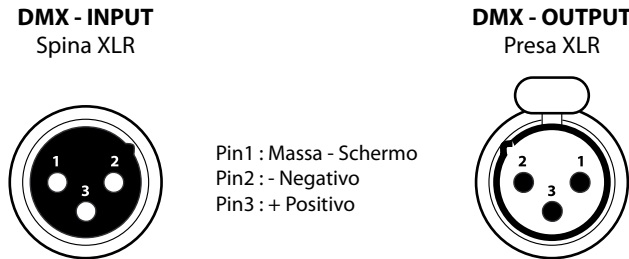 DMX - INPUT
Spina XLR
1 2
3
Pin1 : Massa - Schermo
Pin2 : - Negativo
Pin3 : + Positivo
DMX - OUTPUT
Presa XLR
2 1
3